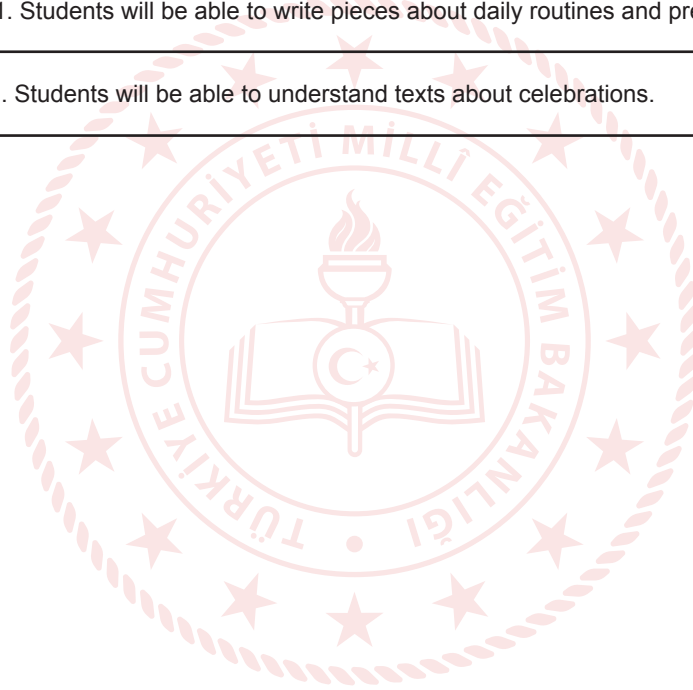 1. Students will be able to write pieces about daily routines and pre
. Students will be able to understand texts about celebrations.
TÜRKİYE CUMHURİYETİ MİLLÎ EĞİTİM BAKANLIĞI